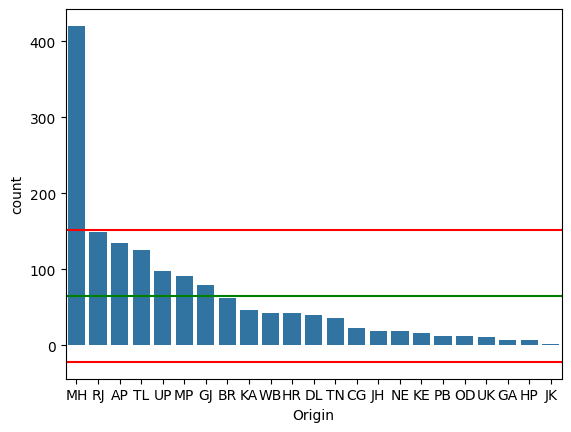 400
300
200
100
0
count
MH RJ AP TL UP MP GJ BR KA WB HR DL TN CG JH NE KE PB OD UK GA HP JK
Origin